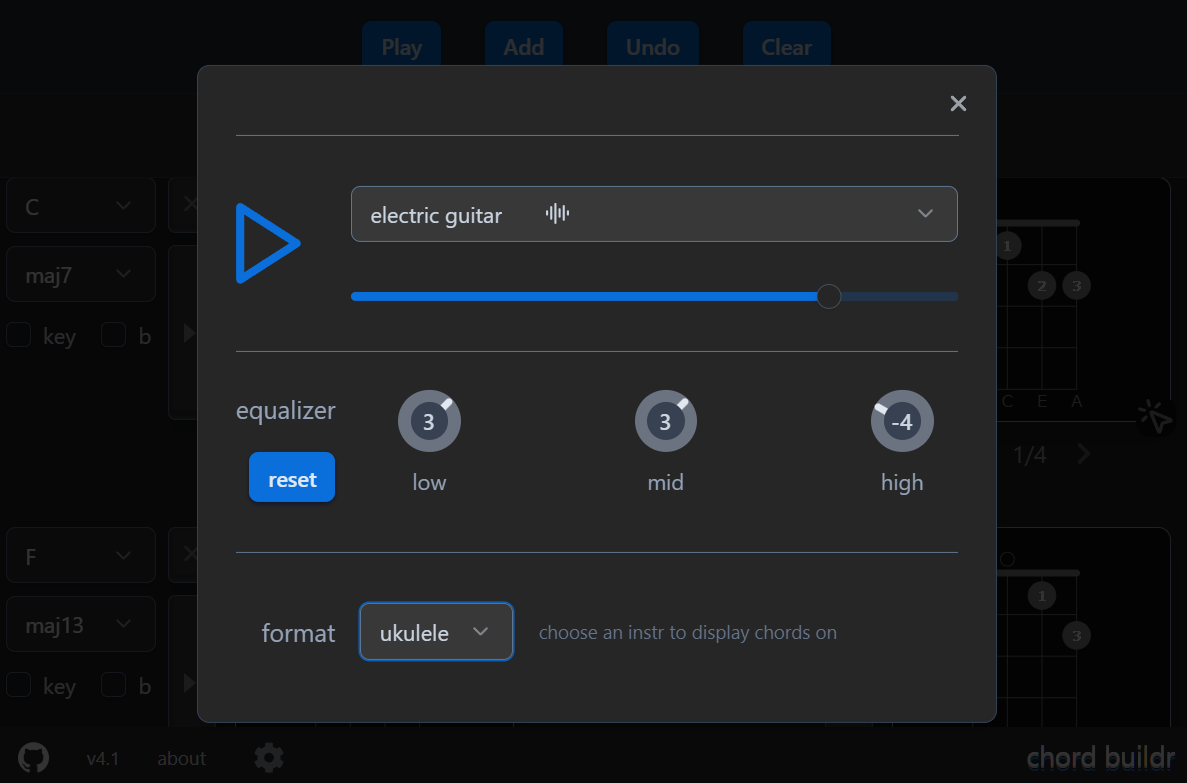 Play Add Undo Clear
electric guitar
C
1
maj7
2 3
key b
C E A
equalizer 3 3 -4
1/4
reset low mid high
F
1
maj13
format ukulele choose an instr to display chords on
3
key b
v4.1 about chord buildr